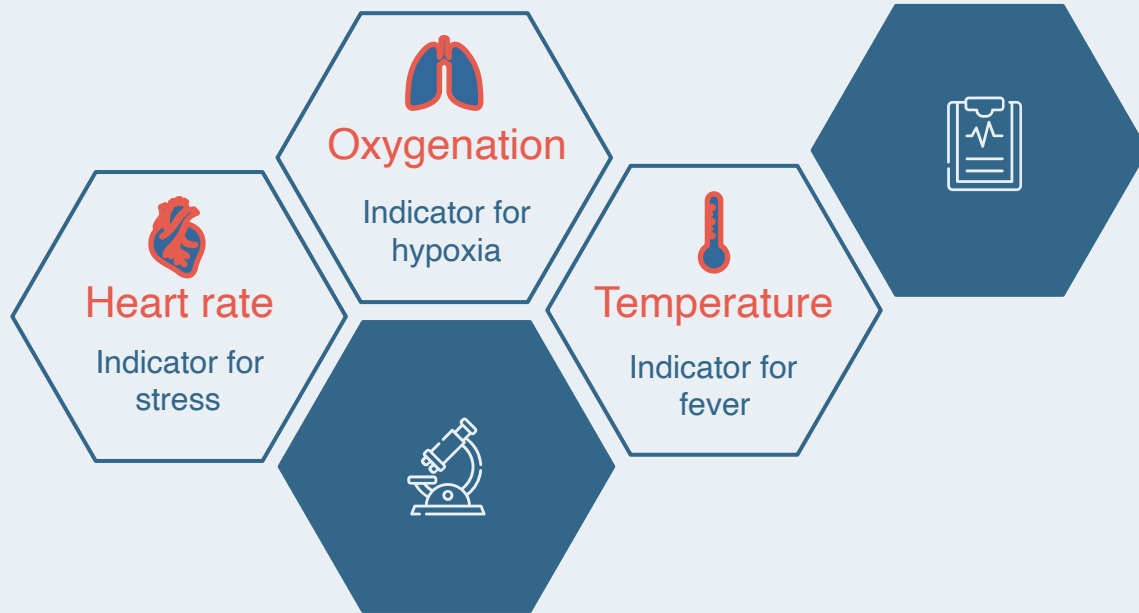 Oxygenation
Indicator for
hypoxia
Heart rate
Indicator for
stress
Temperature
Indicator for
fever